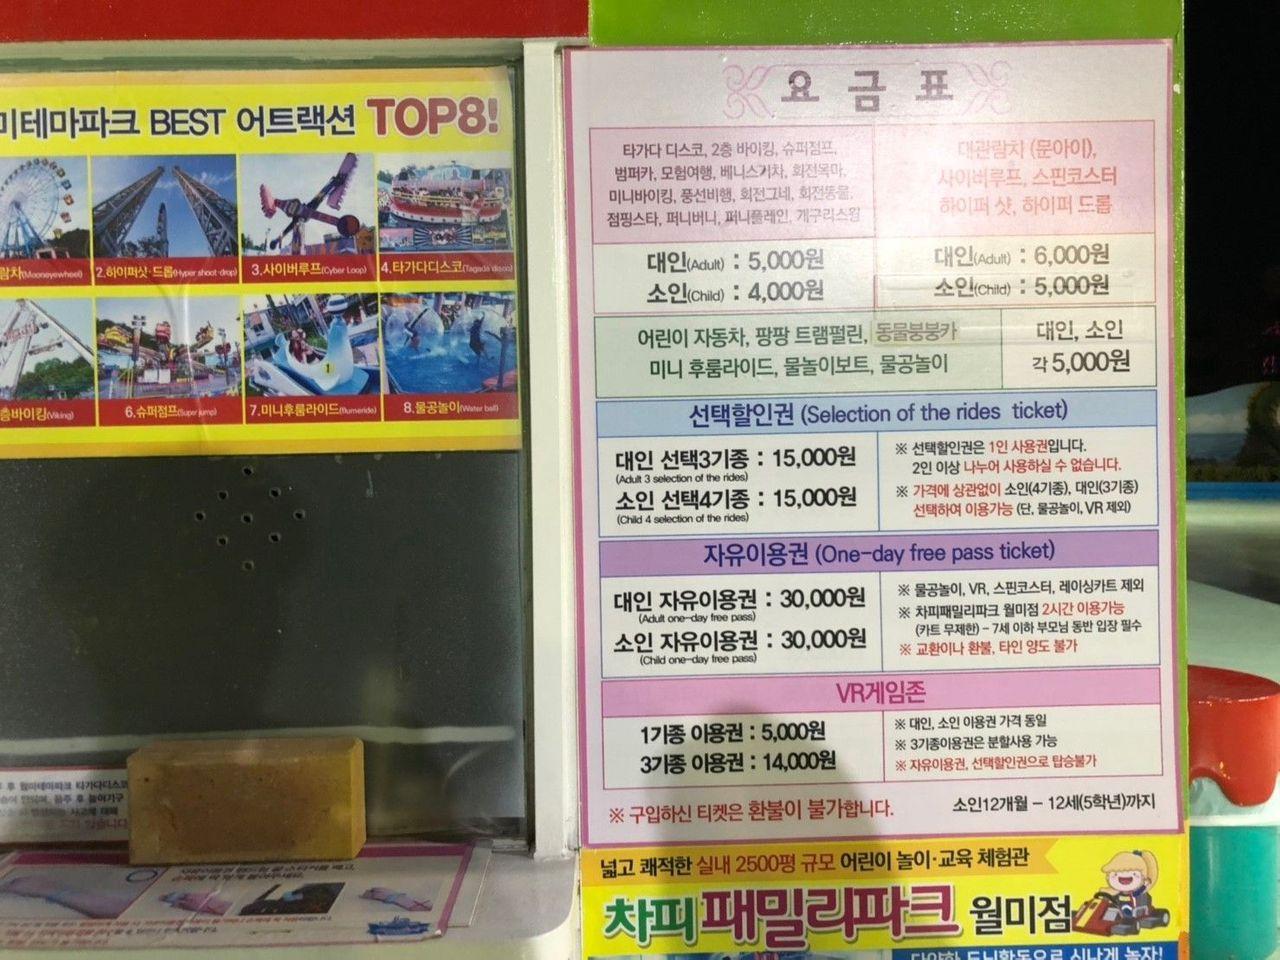 미테마파크 BEST 어트랙션 TOP8!
람차(Mooneyewheel)
2.하이퍼샷·드롭(Hyper shoot·drop)
3.사이버루프(Cyber Loop)
4.타가다디스코(Tagada disco)
층바이킹(Viking)
6.슈퍼점프(Super jump)
7.미니후룸라이드(flumeride)
8.물공놀이(Water ball)
요 금 표
타가다 디스코, 2층 바이킹, 슈퍼점프,
범퍼카, 모험여행, 베니스기차, 회전목마,
미니바이킹, 풍선비행, 회전그네, 회전동물,
점핑스타, 퍼니버니, 퍼니플레인, 개구리스윙
대인(Adult) : 5,000원
소인(Child) : 4,000원
대관람차 (문아이),
사이버루프, 스핀코스터
하이퍼 샷, 하이퍼 드롭
대인(Adult) : 6,000원
소인(Child) : 5,000원
어린이 자동차, 팡팡 트램펄린, 동물붕붕카
미니 후룸라이드, 물놀이보트, 물공놀이
대인, 소인
각 5,000원
선택할인권 (Selection of the rides ticket)
대인 선택3기종 : 15,000원
(Adult 3 selection of the rides)
소인 선택4기종 : 15,000원
(Child 4 selection of the rides)
※ 선택할인권은 1인 사용권입니다.
2인 이상 나누어 사용하실 수 없습니다.
※ 가격에 상관없이 소인(4기종), 대인(3기종)
선택하여 이용가능 (단, 물공놀이, VR 제외)
자유이용권 (One-day free pass ticket)
대인 자유이용권 : 30,000원
(Adult one-day free pass)
소인 자유이용권 : 30,000원
(Child one-day free pass)
※ 물공놀이, VR, 스핀코스터, 레이싱카트 제외
※ 차피패밀리파크 월미점 2시간 이용가능
(카트 무제한) - 7세 이하 부모님 동반 입장 필수
※ 교환이나 환불, 타인 양도 불가
VR게임존
1기종 이용권 : 5,000원
3기종 이용권 : 14,000원
※ 대인, 소인 이용권 가격 동일
※ 3기종이용권은 분할사용 가능
※ 자유이용권, 선택할인권으로 탑승불가
※ 구입하신 티켓은 환불이 불가합니다.
소인12개월 - 12세(5학년)까지
넓고 쾌적한 실내 2500평 규모 어린이 놀이·교육 체험관
차피 패밀리파크 월미점
후 월미테마파크 타가다디스코